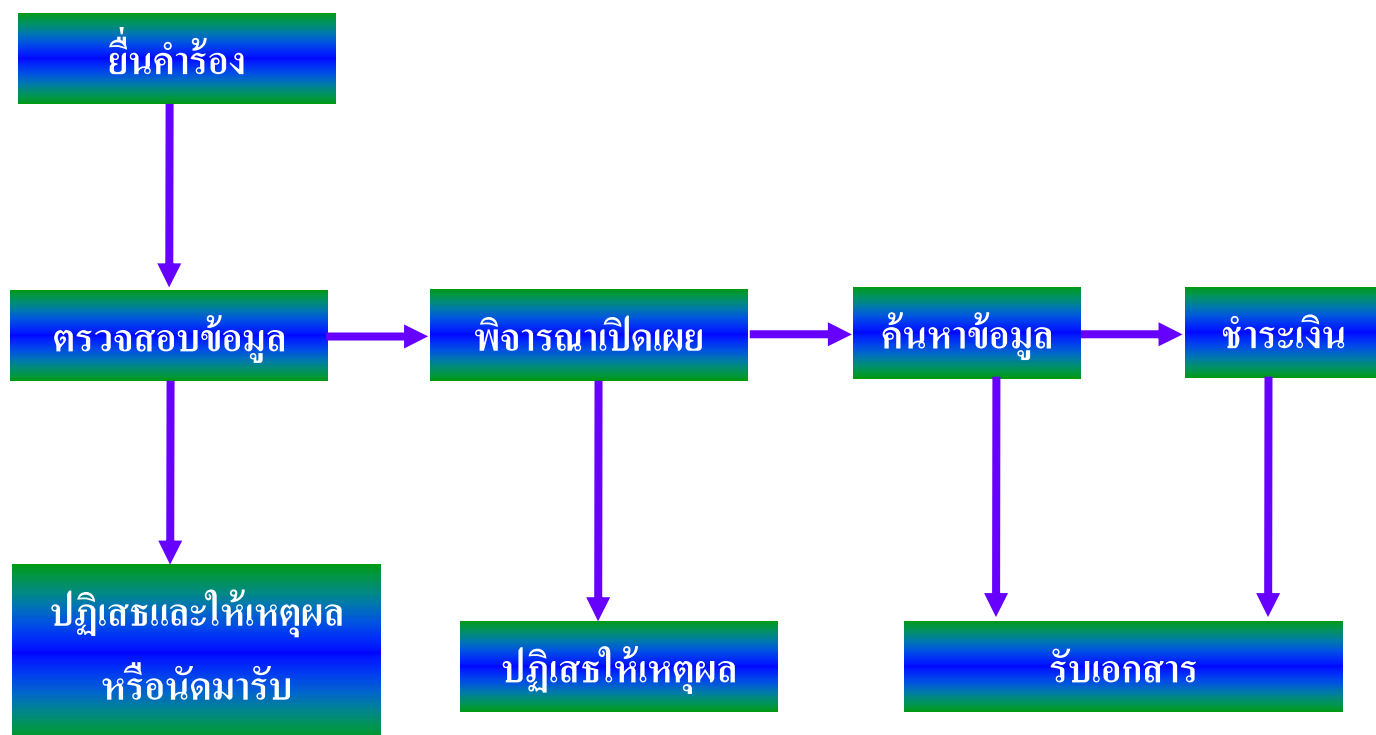 ยื่นคำร้อง
ตรวจสอบข้อมูล
พิจารณาเปิดเผย
ค้นหาข้อมูล
ชำระเงิน
ปฏิเสธและให้เหตุผล
หรือนัดมารับ
ปฏิเสธให้เหตุผล
รับเอกสาร